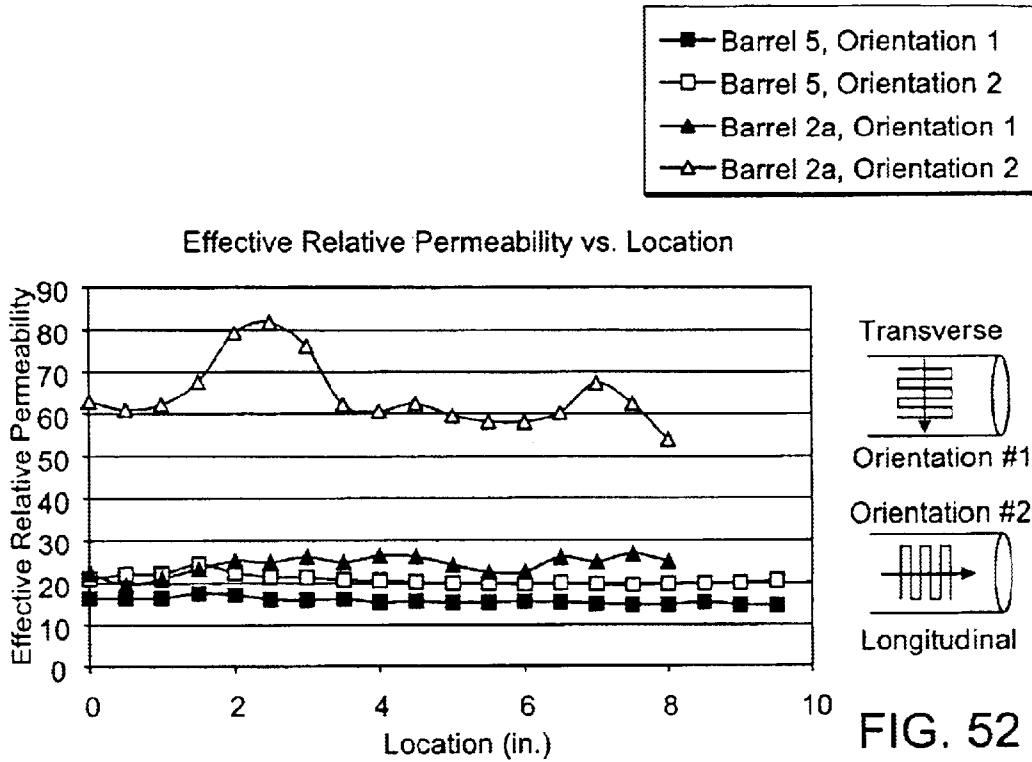 Barrel 5, Orientation 1
Barrel 5, Orientation 2
Barrel 2a, Orientation 1
Barrel 2a, Orientation 2
Effective Relative Permeability vs. Location
Effective Relative Permeability
90
80
70
60
50
40
30
20
10
0
0 2 4 6 8 10
Location (in.)
Transverse
Orientation #1
Orientation #2
Longitudinal
FIG. 52